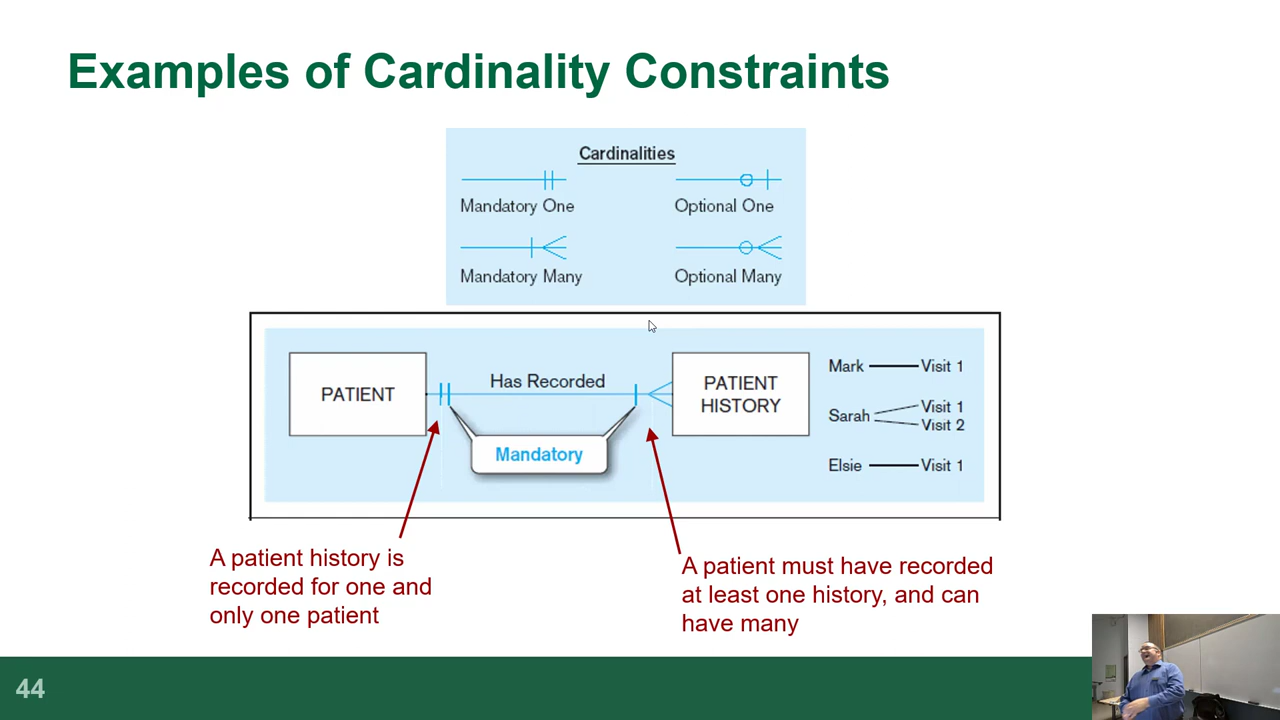 Examples of Cardinality Constraints
Cardinalities
Mandatory One
Optional One
Mandatory Many
Optional Many
PATIENT
Has Recorded
PATIENT
HISTORY
Mandatory
Mark
Visit 1
Sarah
Visit 1
Visit 2
Elsie
Visit 1
A patient history is
recorded for one and
only one patient
A patient must have recorded
at least one history, and can
have many
44